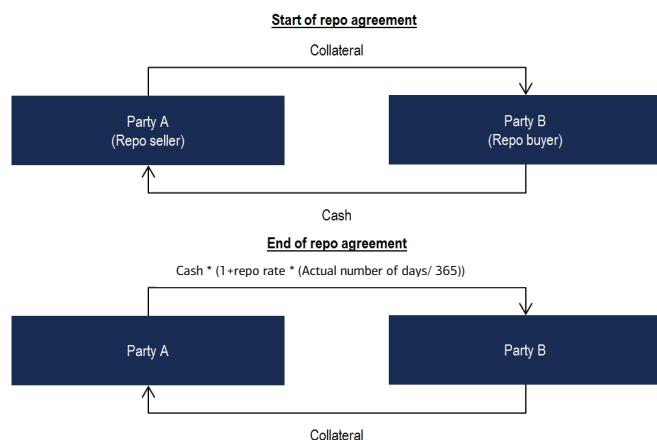 Start of repo agreement
Collateral
Party A
(Repo seller)
Party B
(Repo buyer)
Cash
End of repo agreement
Cash * (1+repo rate * (Actual number of days/ 365))
Party A
Party B
Collateral